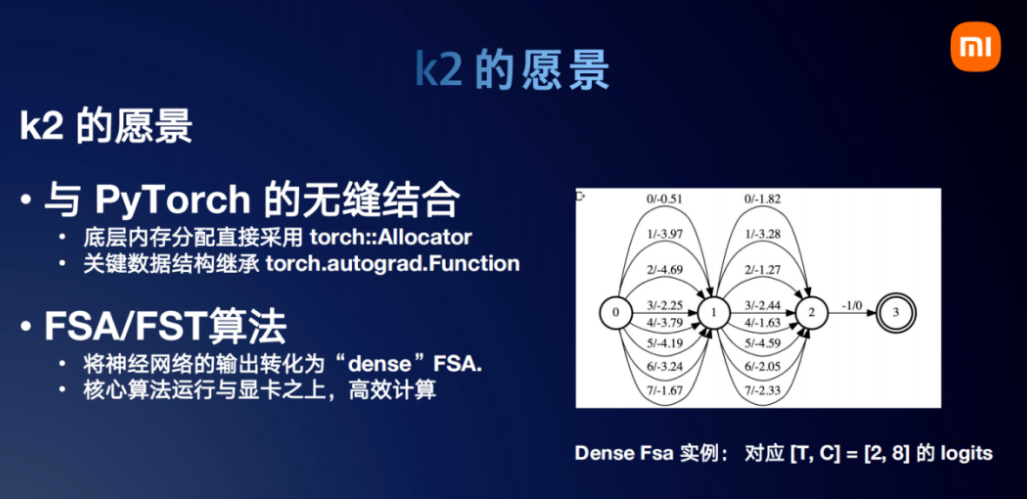 k2 的愿景
k2 的愿景
• 与 PyTorch 的无缝结合
• 底层内存分配直接采用 torch::Allocator
• 关键数据结构继承 torch.autograd.Function
• FSA/FST算法
• 将神经网络的输出转化为“dense”FSA.
• 核心算法运行与显卡之上，高效计算
0/-0.51 0/-1.82
1/-3.97 1/-3.28
2/-4.69 2/-1.27
3/-2.25 3/-2.44 -1/0
0 1 2 3
4/-3.79 4/-1.63
5/-4.19 5/-4.59
6/-3.24 6/-2.05
7/-1.67 7/-2.33
Dense Fsa 实例： 对应 [T, C] = [2, 8] 的 logits